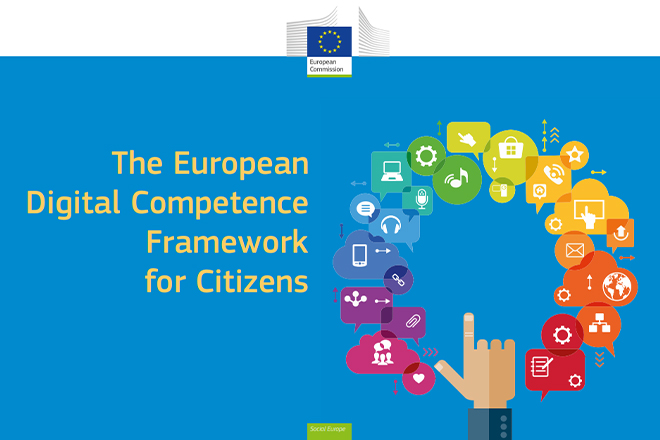 European
Commission
The European
Digital Competence
Framework
for Citizens
Social Europe